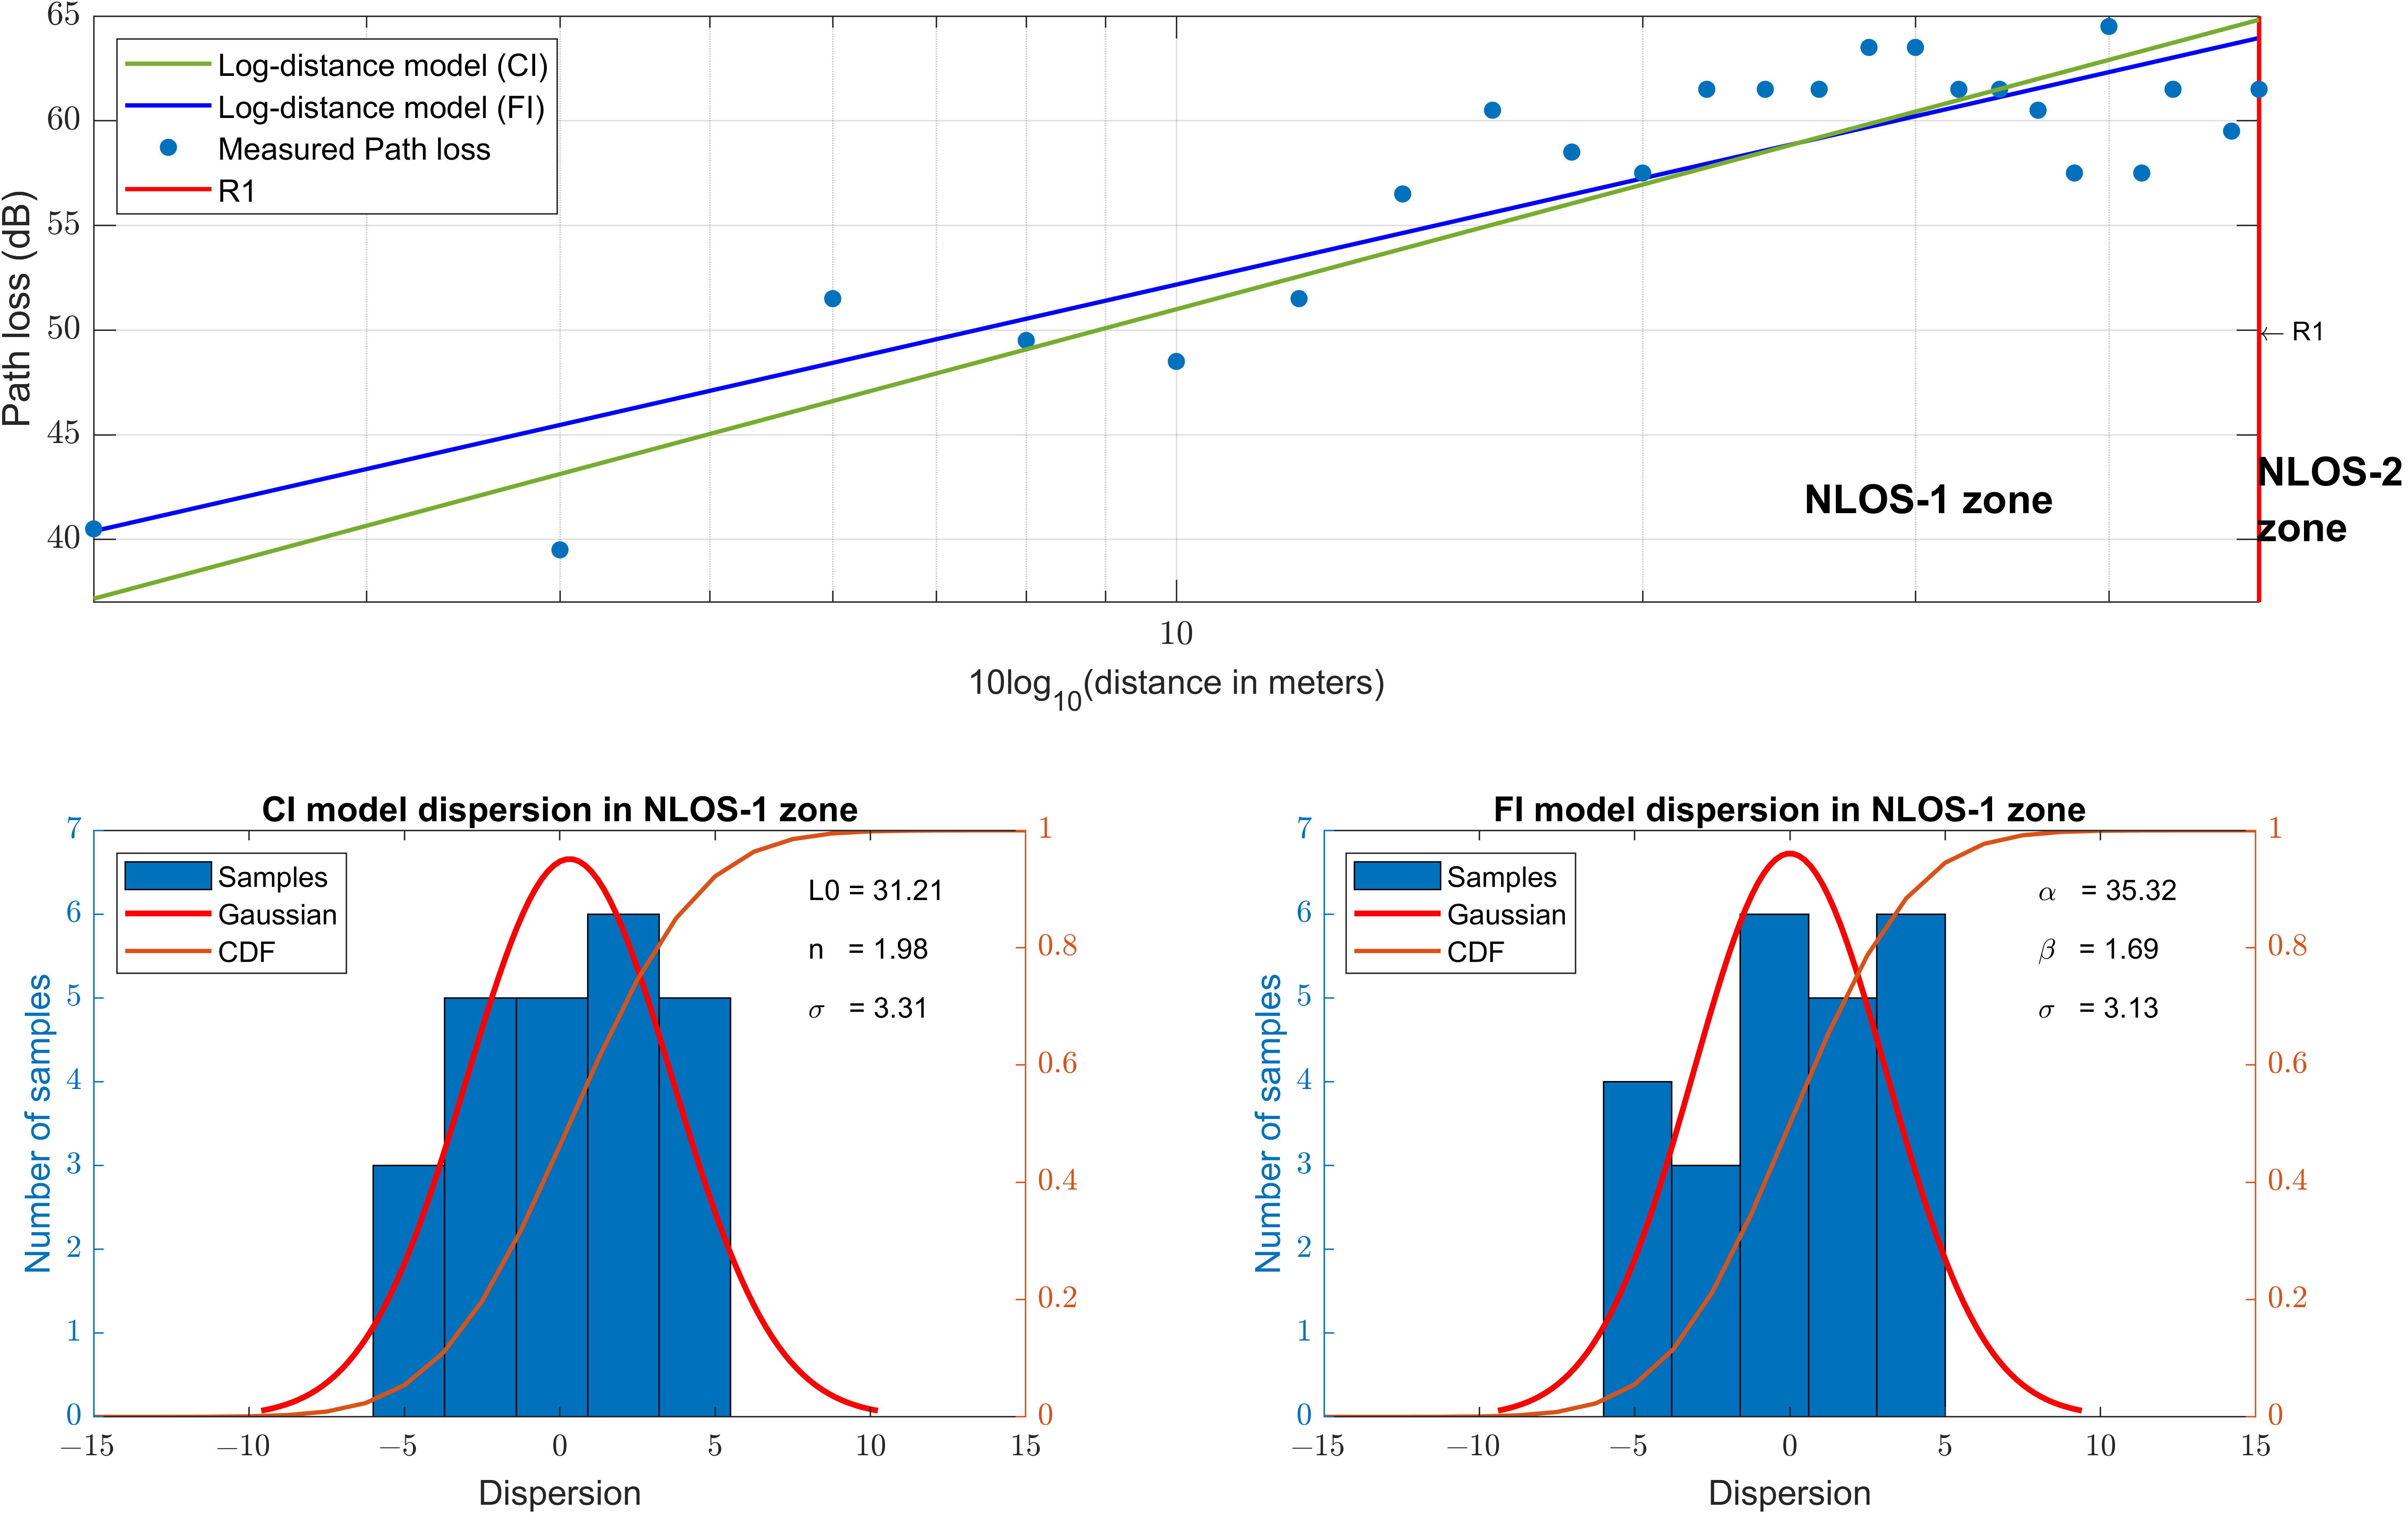 65
60
55
50
45
40
Path loss (dB)
Log-distance model (CI)
Log-distance model (FI)
Measured Path loss
R1
← R1
NLOS-1 zone
NLOS-2
zone
10
10log10(distance in meters)
CI model dispersion in NLOS-1 zone
7
6
5
4
3
2
1
0
Number of samples
Samples
Gaussian
CDF
L0 = 31.21
n = 1.98
σ = 3.31
1
0.8
0.6
0.4
0.2
0
−15 −10 −5 0 5 10 15
Dispersion
FI model dispersion in NLOS-1 zone
7
6
5
4
3
2
1
0
Number of samples
Samples
Gaussian
CDF
α = 35.32
β = 1.69
σ = 3.13
1
0.8
0.6
0.4
0.2
0
−15 −10 −5 0 5 10 15
Dispersion